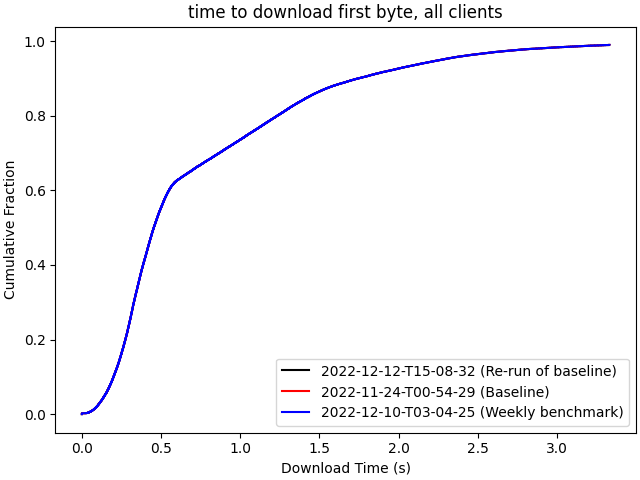 time to download first byte, all clients
1.0
0.8
0.6
0.4
0.2
0.0
Cumulative Fraction
2022-12-12-T15-08-32 (Re-run of baseline)
2022-11-24-T00-54-29 (Baseline)
2022-12-10-T03-04-25 (Weekly benchmark)
0.0 0.5 1.0 1.5 2.0 2.5 3.0
Download Time (s)